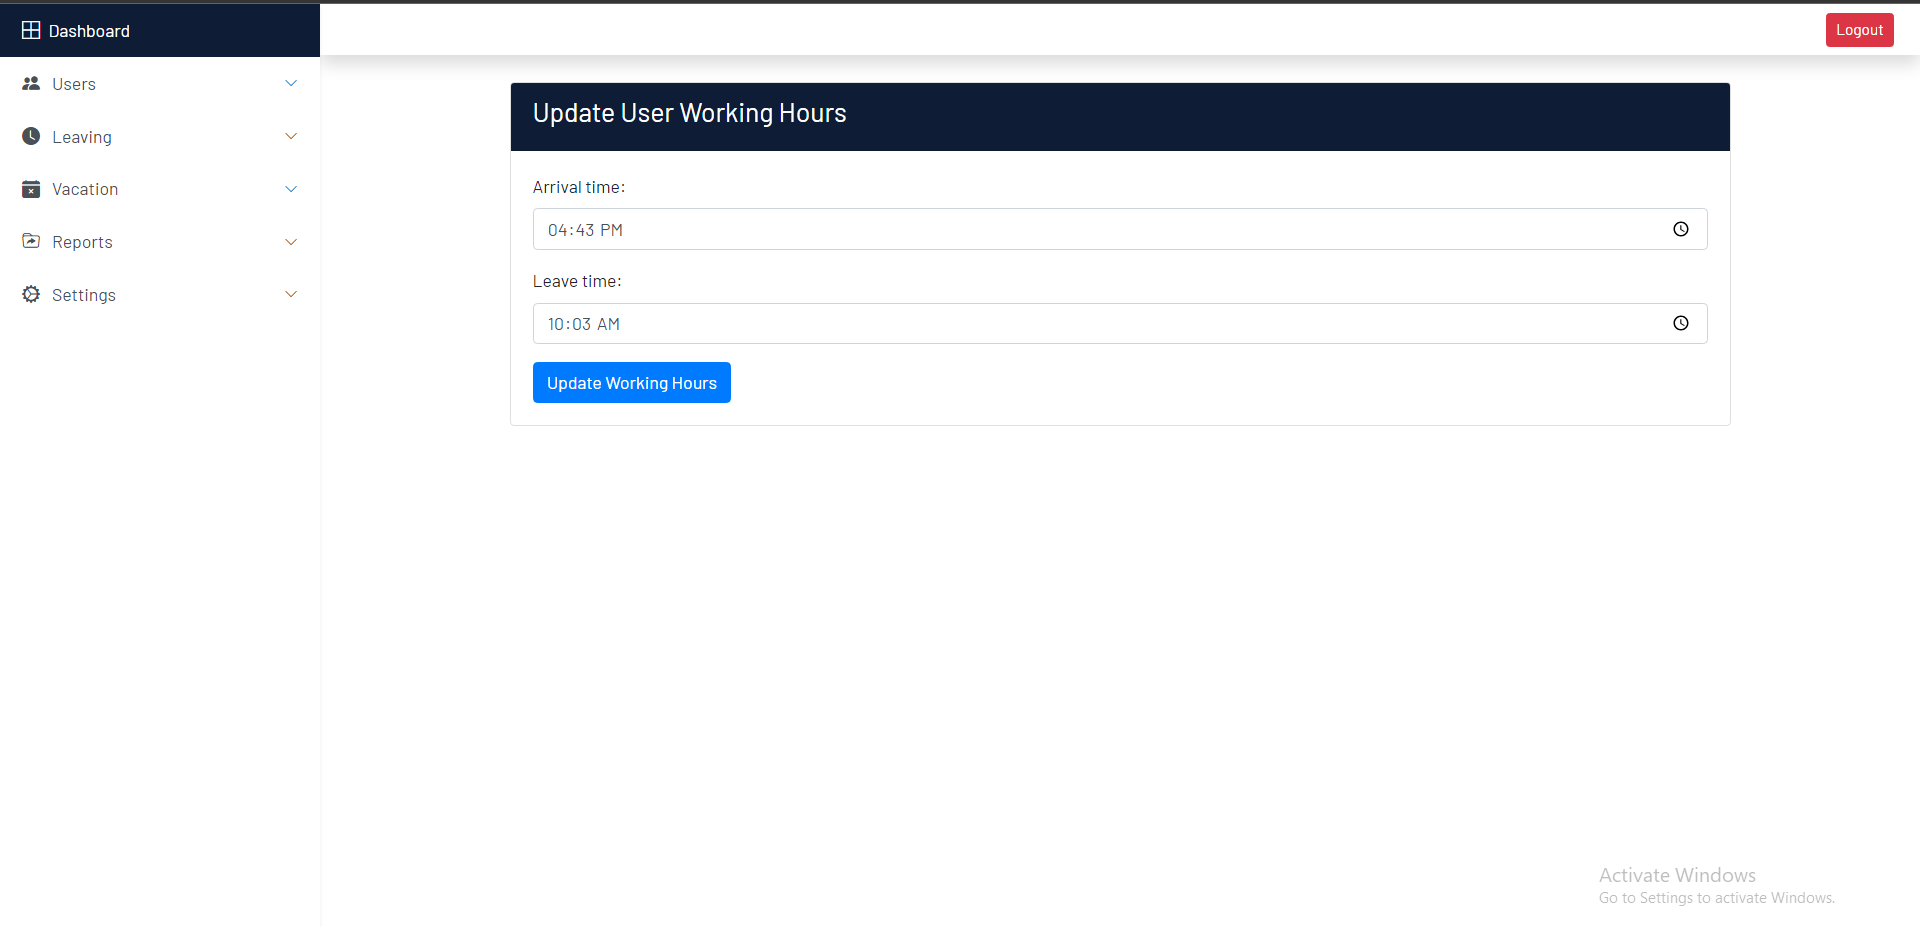 Dashboard
Users
Leaving
Vacation
Reports
Settings
Logout
Update User Working Hours
Arrival time:
04:43 PM
Leave time:
10:03 AM
Update Working Hours
Activate Windows
Go to Settings to activate Windows.